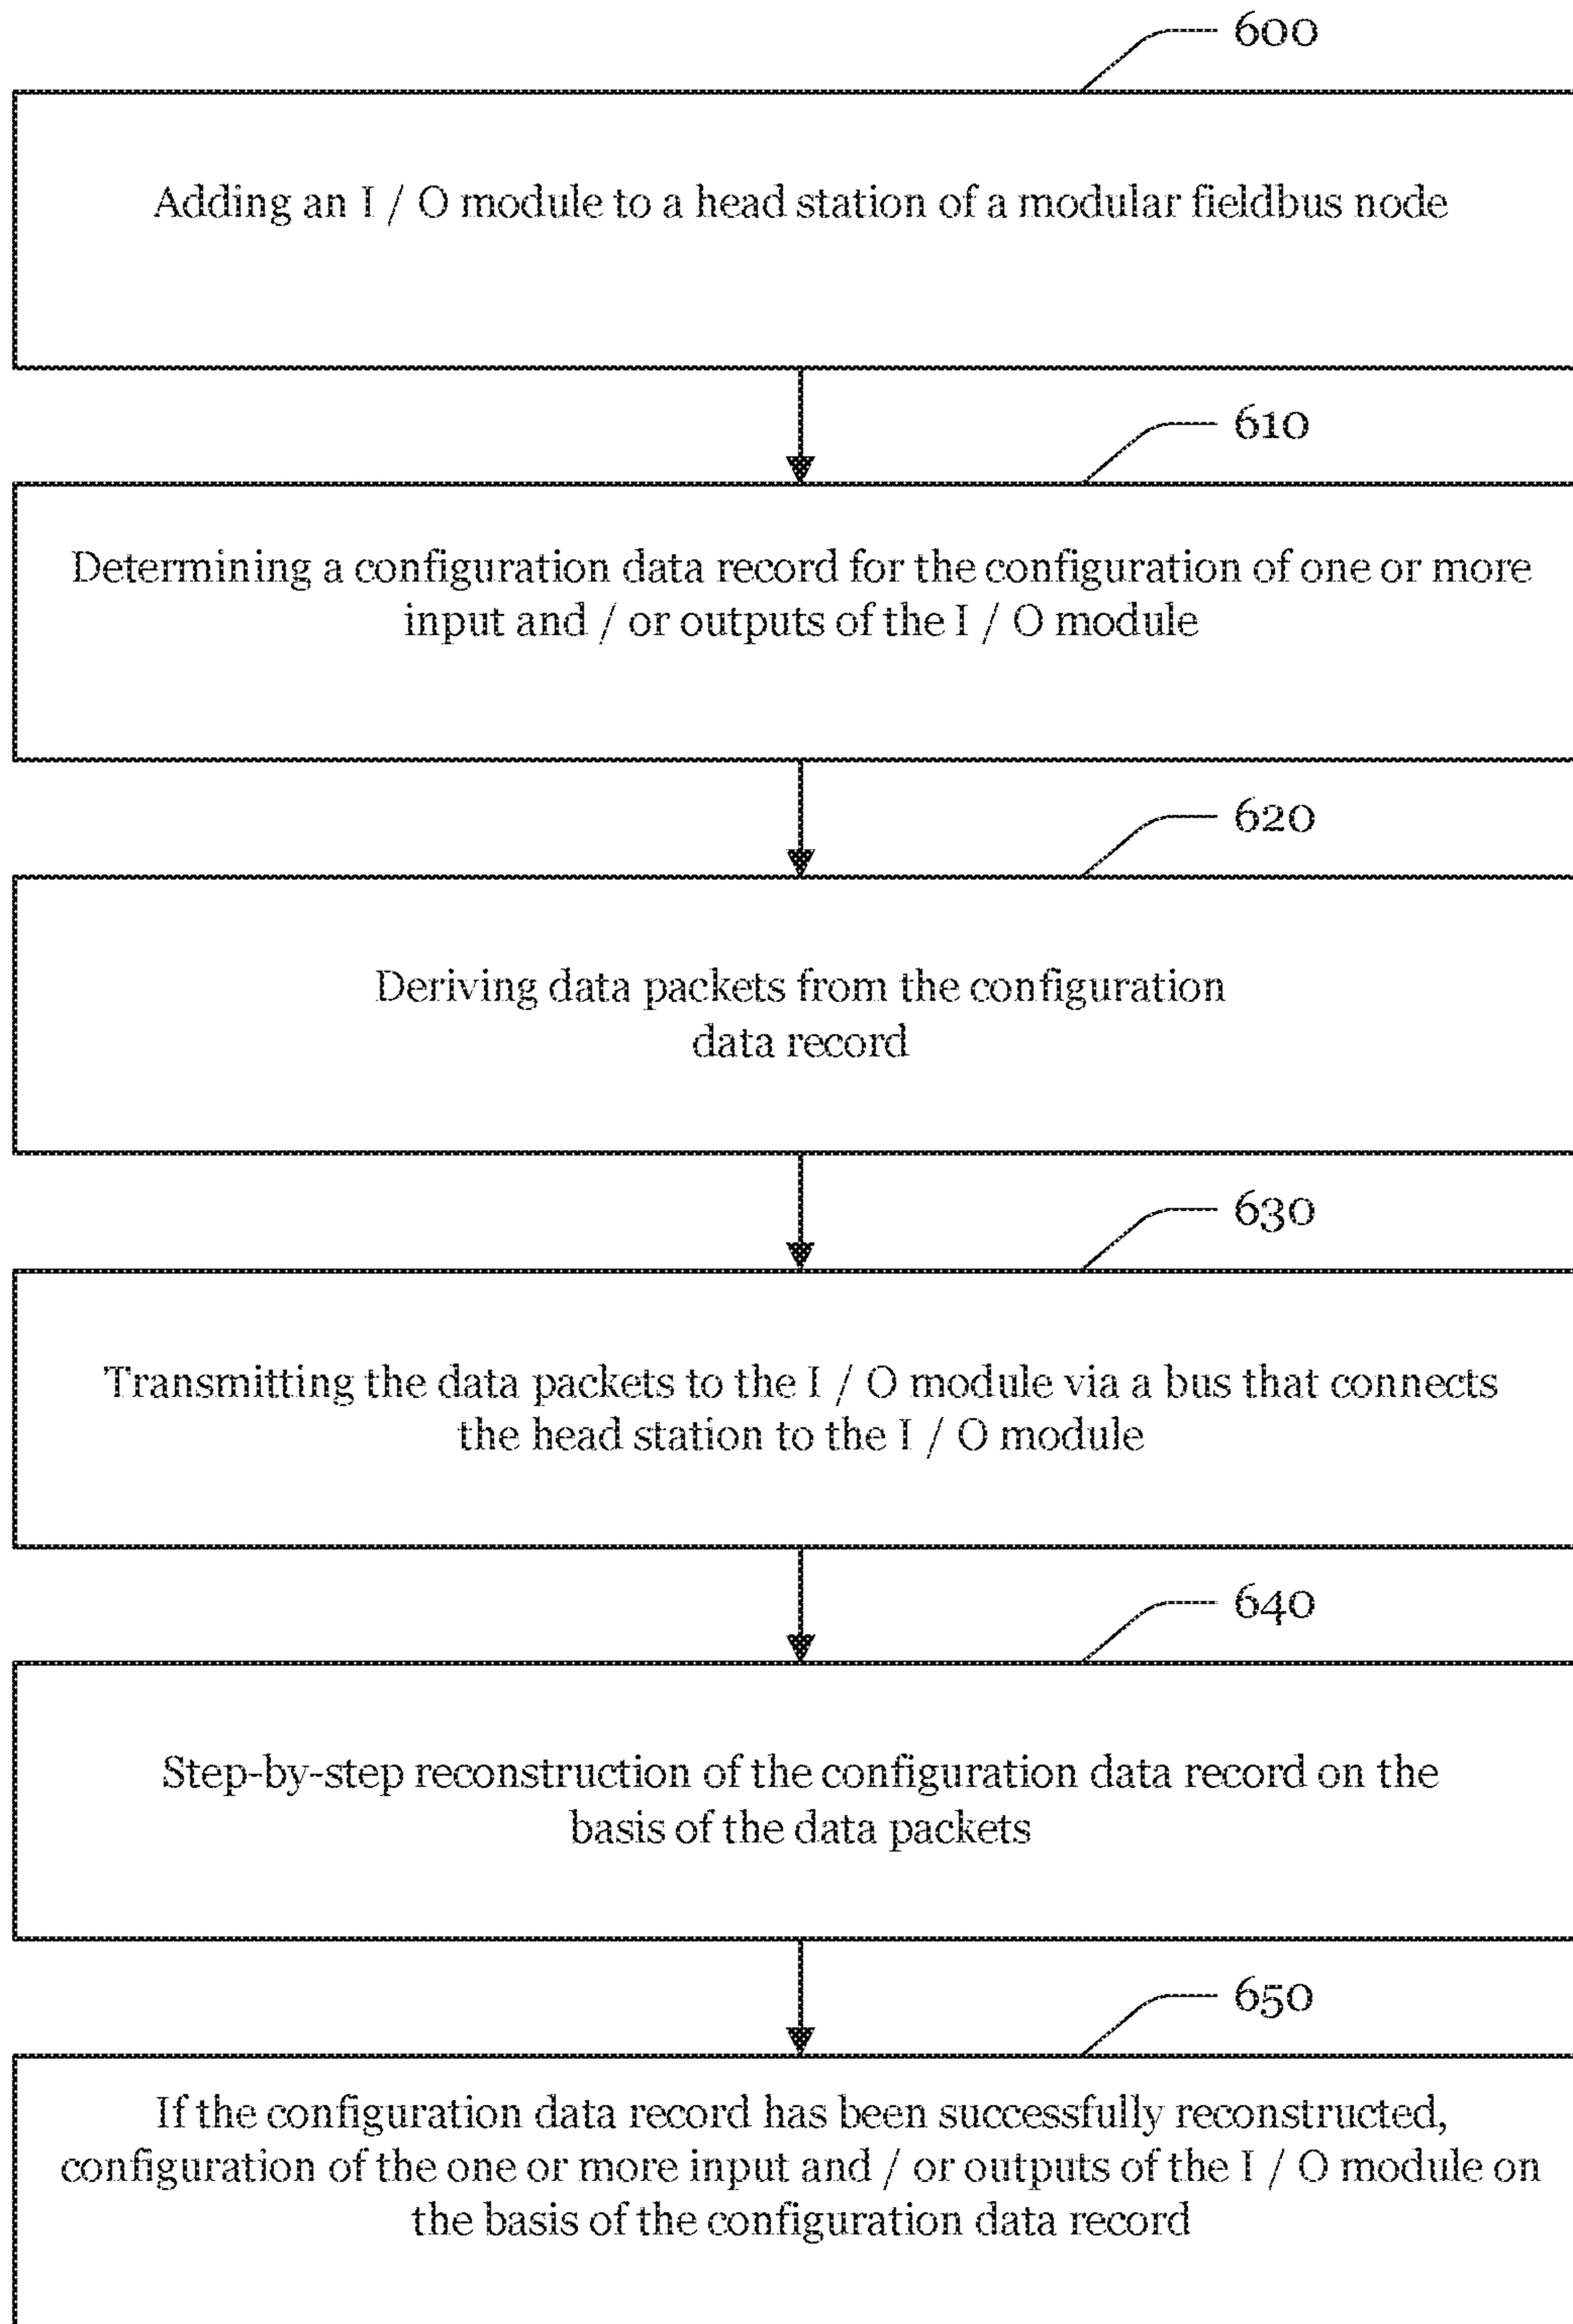 600
Adding an I / O module to a head station of a modular fieldbus node
610
Determining a configuration data record for the configuration of one or more
input and / or outputs of the I / O module
620
Deriving data packets from the configuration
data record
630
Transmitting the data packets to the I / O module via a bus that connects
the head station to the I / O module
640
Step-by-step reconstruction of the configuration data record on the
basis of the data packets
650
If the configuration data record has been successfully reconstructed,
configuration of the one or more input and / or outputs of the I / O module on
the basis of the configuration data record